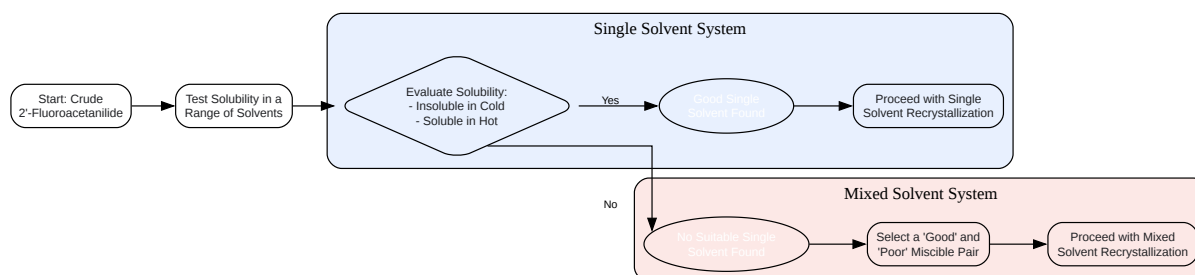 Single Solvent System
Start: Crude
2'-Fluoroacetanilide
Test Solubility in a
Range of Solvents
Evaluate Solubility:
- Insoluble in Cold
- Soluble in Hot
Yes
Good Single
Solvent Found
Proceed with Single
Solvent Recrystallization
No
Mixed Solvent System
No Suitable Single
Solvent Found
Select a 'Good' and
'Poor' Miscible Pair
Proceed with Mixed
Solvent Recrystallization